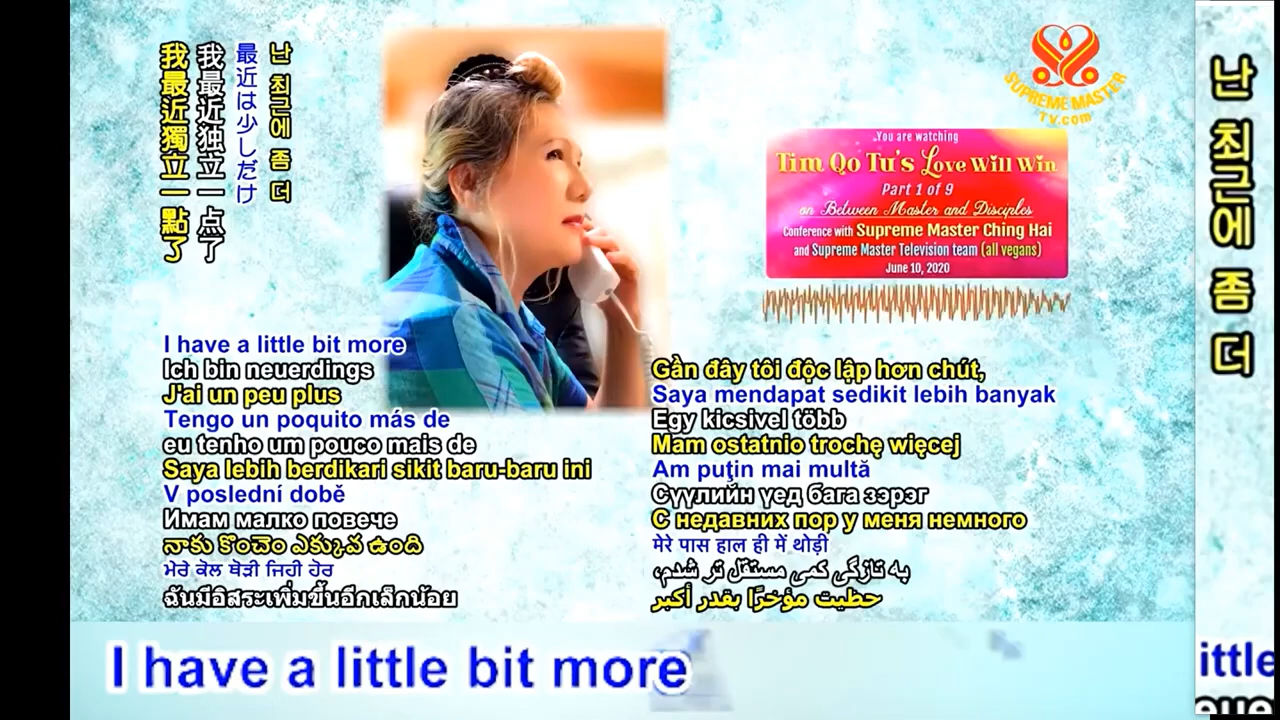 我最近獨立一點了
我最近独立一点了
最近は少しだけ
난 최근에 좀 더
SUPREME MASTER
TV.com
You are watching
Tim Qo Tu's Love Will Win
Part 1 of 9
on Between Master and Disciples
Conference with Supreme Master Ching Hai
and Supreme Master Television team (all vegans)
June 10, 2020
I have a little bit more
Ich bin neuerdings
J'ai un peu plus
Tengo un poquito más de
eu tenho um pouco mais de
Saya lebih berdikari sikit baru-baru ini
V poslední době
Имам малко повече
నాకు కొంచెం ఎక్కువ ఉంది
ਮੇਰੇ ਕੋਲ ਥੋੜੀ ਜਿਹੀ ਹੋਰ
ฉันมีอิสระเพิ่มขึ้นอีกเล็กน้อย
Gần đây tôi độc lập hơn chút,
Saya mendapat sedikit lebih banyak
Egy kicsivel több
Mam ostatnio trochę więcej
Am puţin mai multă
Сүүлийн үед бага зэрэг
С недавних пор у меня немного
मेरे पास हाल ही में थोड़ी
به تازگی کمی مستقل تر شدم،
حظيت مؤخرًا بقدر أكبر
I have a little bit more
난 최근에 좀 더
ittle